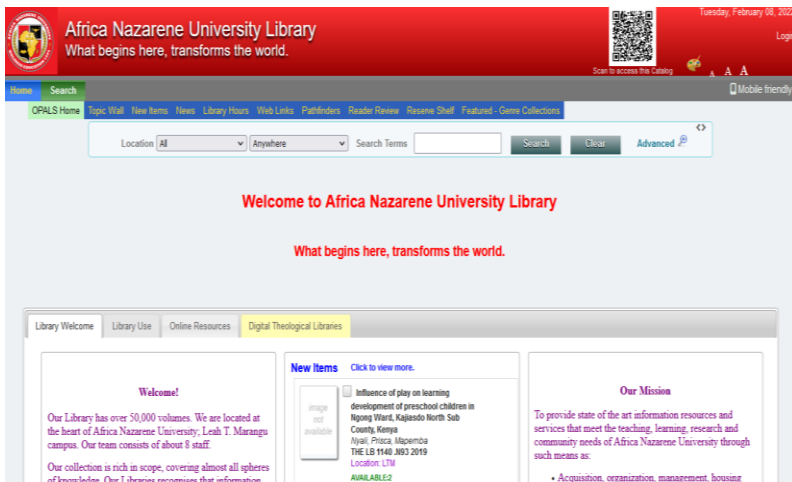 Africa Nazarene University Library
What begins here, transforms the world.
Tuesday, February 08, 202
Logi
Scan to access this Catalog
A A A
Home Search
Mobile friendly
OPALS Home Topic Wall New Items News Library Hours Web Links Pathfinders Reader Review Reserve Shelf Featured - Genre Collections
Location All Anywhere Search Terms Search Clear Advanced
Welcome to Africa Nazarene University Library
What begins here, transforms the world.
Library Welcome Library Use Online Resources Digital Theological Libraries
Welcome!
Our Library has over 50,000 volumes. We are located at
the heart of Africa Nazarene University; Leah T. Marangu
campus. Our team consists of about 8 staff.
Our collection is rich in scope, covering almost all spheres
of knowledge. Our Libraries recognises that information
New Items Click to view more.
image
not
available
Influence of play on learning
development of preschool children in
Ngong Ward, Kajiasdo North Sub
County, Kenya
Nyali, Prisca, Mapemba
THE LB 1140 .N93 2019
Location: LTM
AVAILABLE:2
Our Mission
To provide state of the art information resources and
services that meet the teaching, learning, research and
community needs of Africa Nazarene University through
such means as:
• Acquisition, organization, management, housing